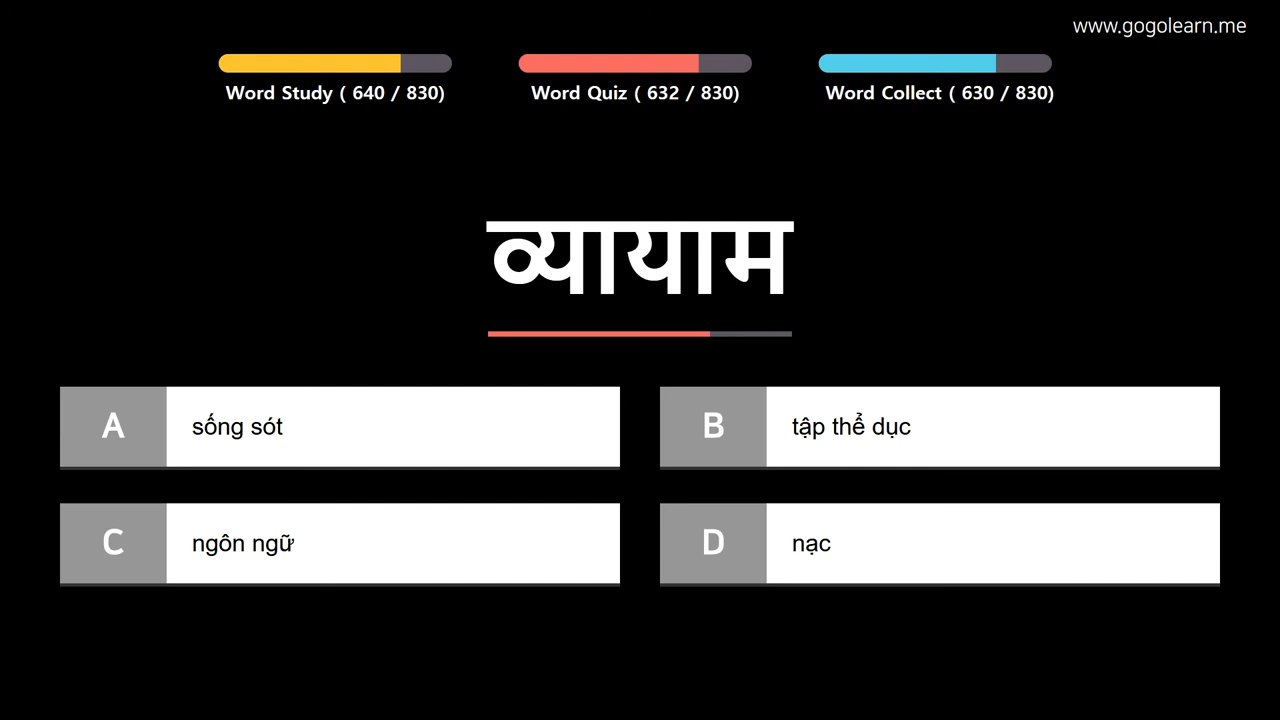 www.gogolearn.me
Word Study ( 640 / 830)
Word Quiz ( 632 / 830)
Word Collect ( 630 / 830)
व्यायाम
A
sống sót
B
tập thể dục
C
ngôn ngữ
D
nạc